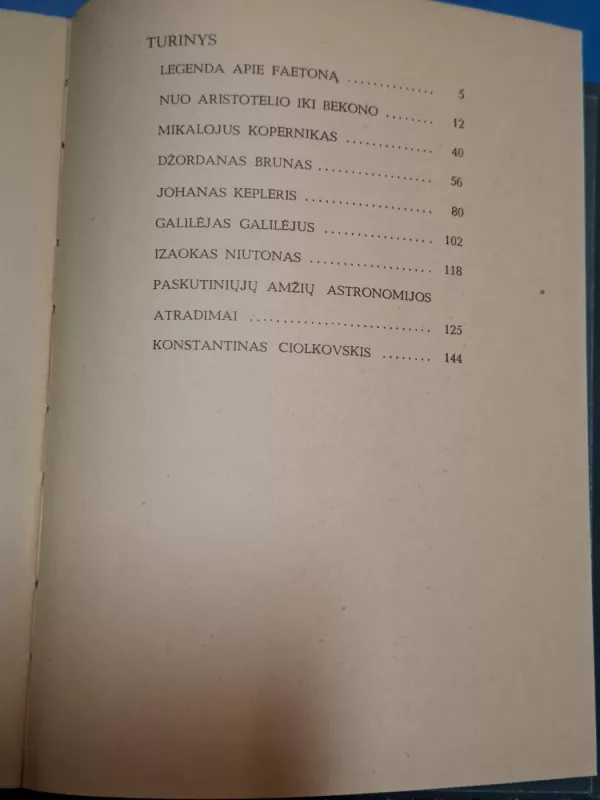 TURINYS
LEGENDA APIE FAETONĄ ............. 5
NUO ARISTOTELIO IKI BEKONO ....... 12
MIKALOJUS KOPERNIKAS ............. 40
DŽORDANAS BRUNAS ................. 56
JOHANAS KEPLERIS ................... 80
GALILĖJAS GALILĖJUS ................ 102
IZAOKAS NIUTONAS .................. 118
PASKUTINIŲJŲ AMŽIŲ ASTRONOMIJOS
ATRADIMAI .......................... 125
KONSTANTINAS CIOLKOVSKIS ........ 144